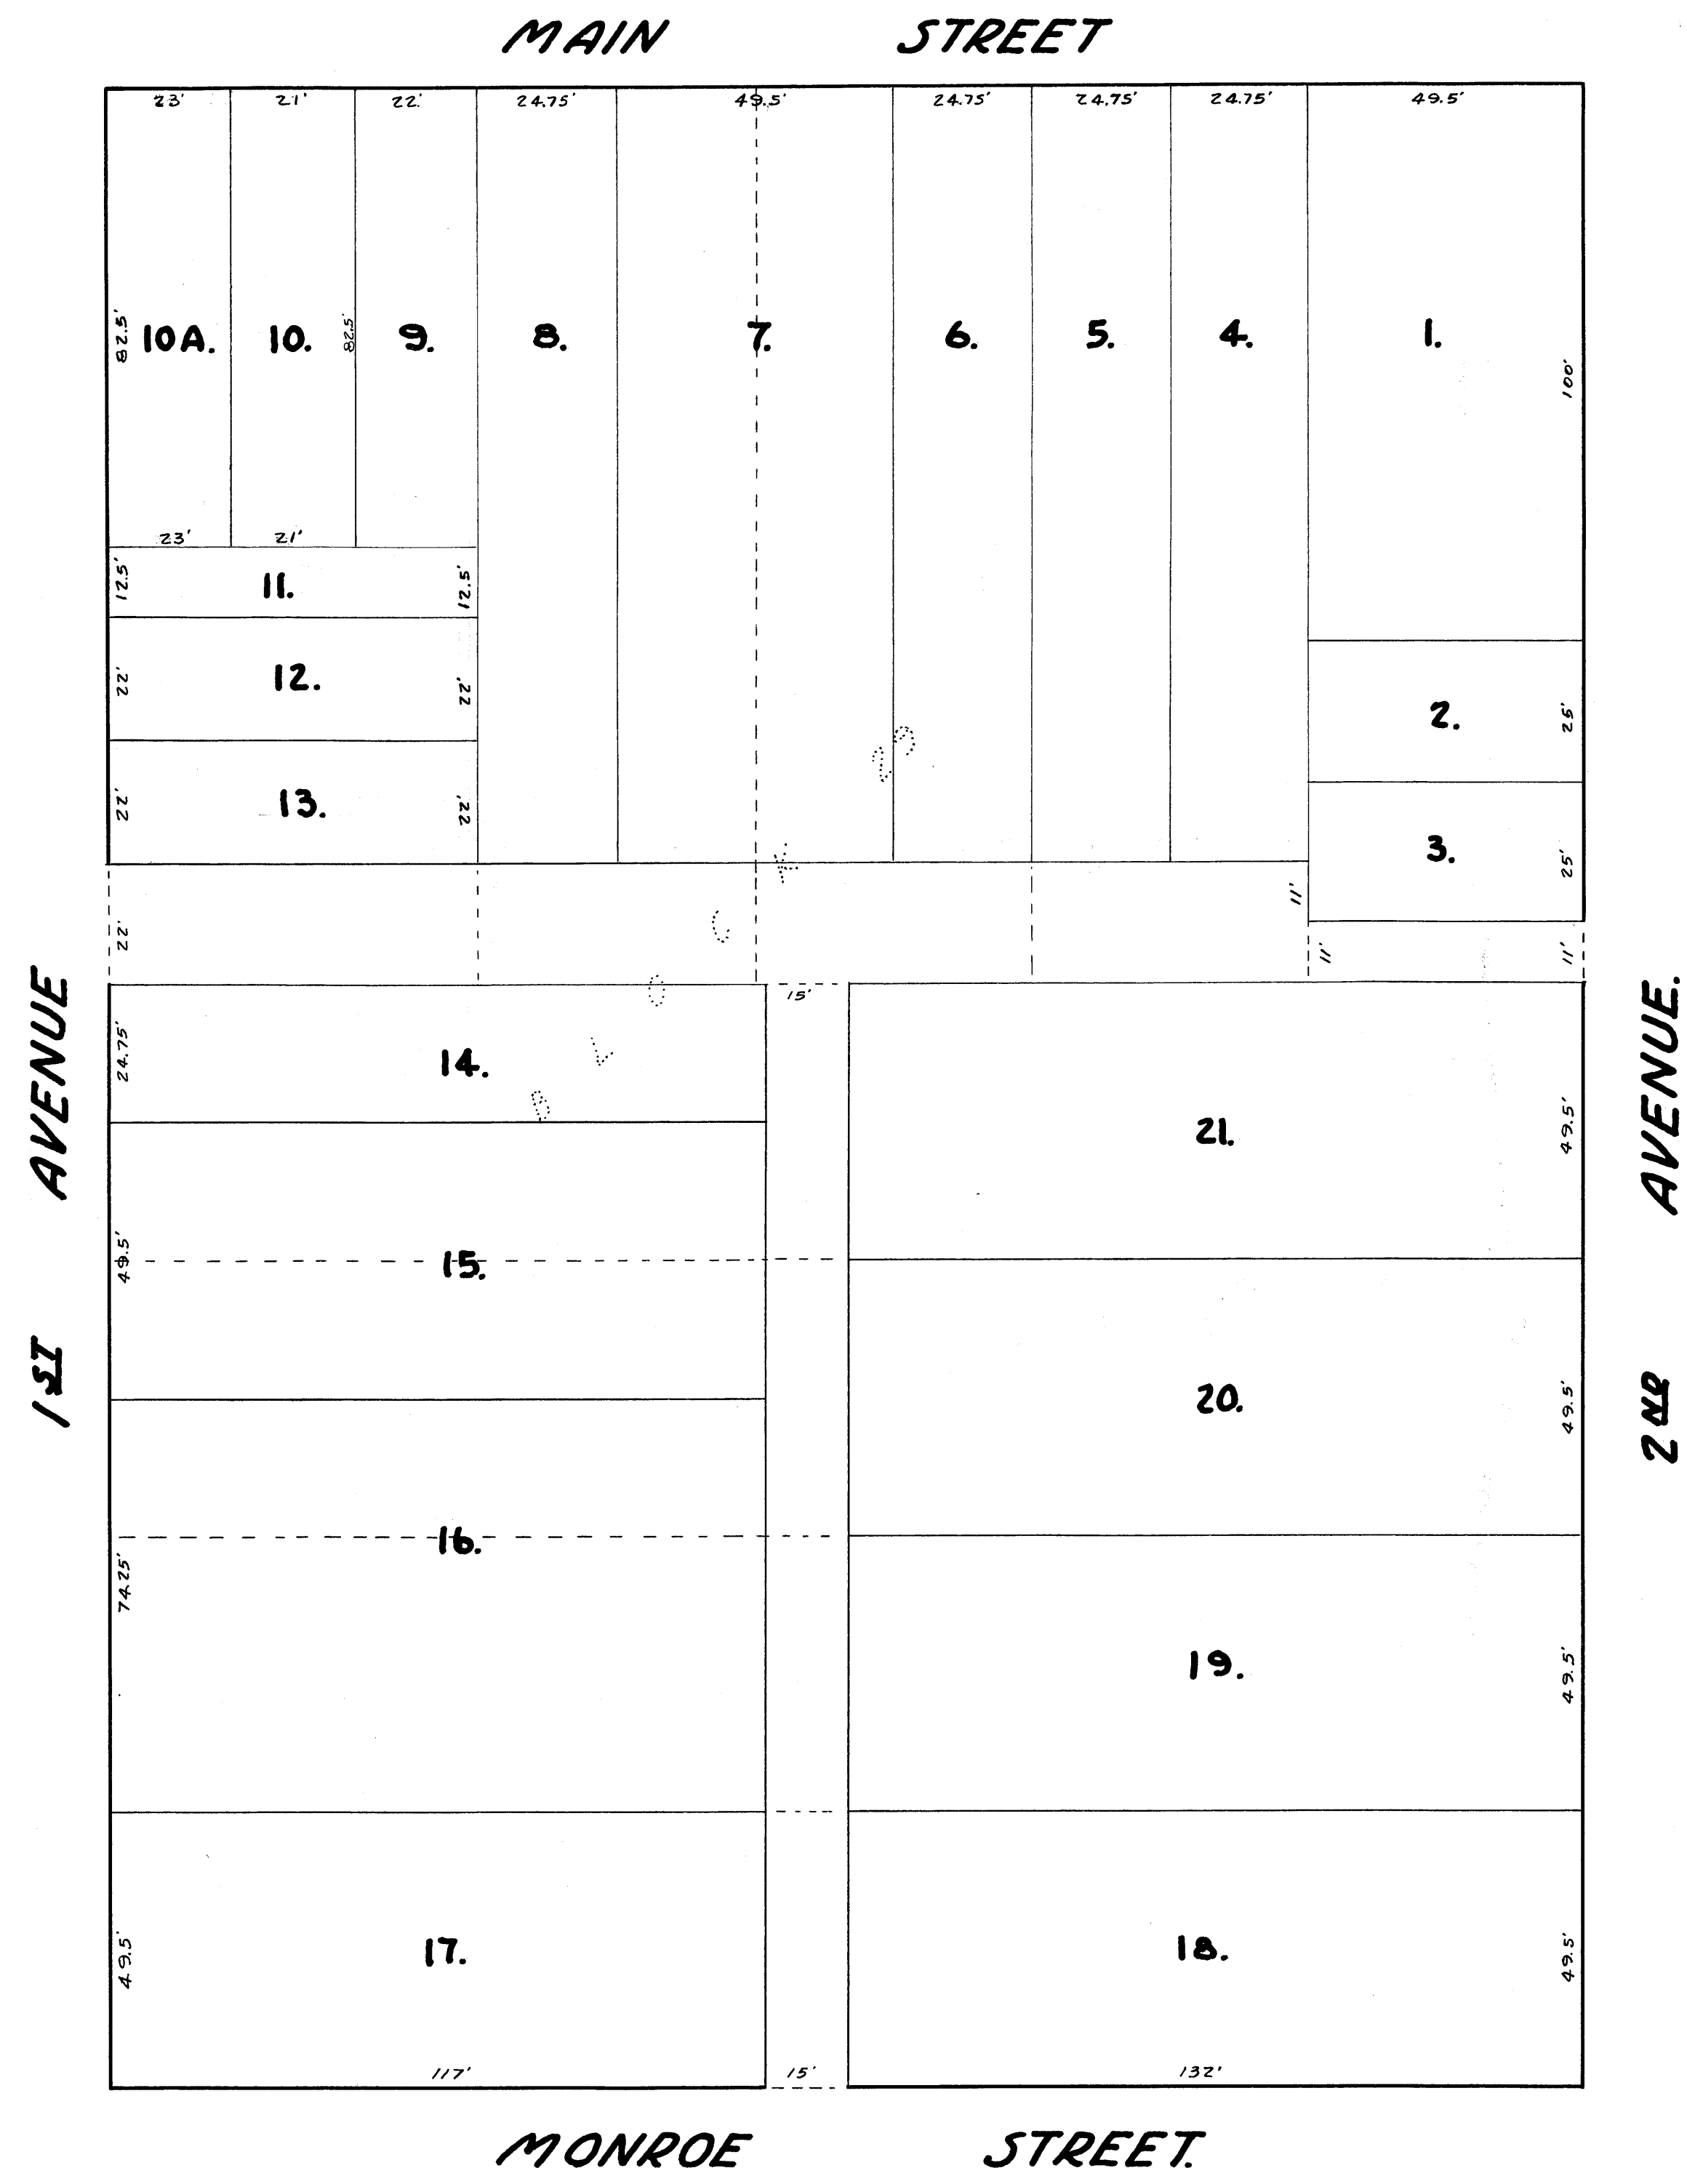 MAIN STREET
23' 21' 22' 24.75' 49.5' 24.75' 24.75' 24.75' 49.5'
82.5' 10A. 10. 82.5' 9. 8. 7. 6. 5. 4. 1. 100'
23' 21'
12.5' 11. 12.5'
22' 12. 22' 2. 25'
22' 13. 22' 3. 25'
22' 11' 11' 11'
BLOCK 25
15'
24.75' 14. 21. 49.5'
49.5' 15. 20. 49.5'
74.25' 16. 19. 49.5'
49.5' 17. 18. 49.5'
117' 15' 132'
1ST AVENUE
2ND AVENUE.
MONROE STREET.